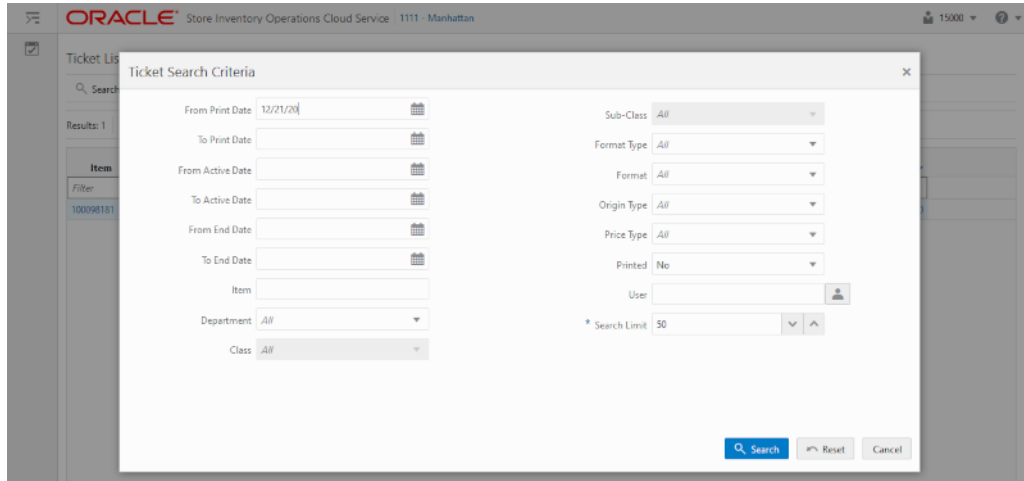 ORACLE® Store Inventory Operations Cloud Service 1111 - Manhattan 15000
Ticket Lis
Search
Results: 1
Item
Filter
100098181
Ticket Search Criteria
From Print Date 12/21/20
To Print Date
From Active Date
To Active Date
From End Date
To End Date
Item
Department All
Class All
Sub-Class All
Format Type All
Format All
Origin Type All
Price Type All
Printed No
User
* Search Limit 50
Search Reset Cancel